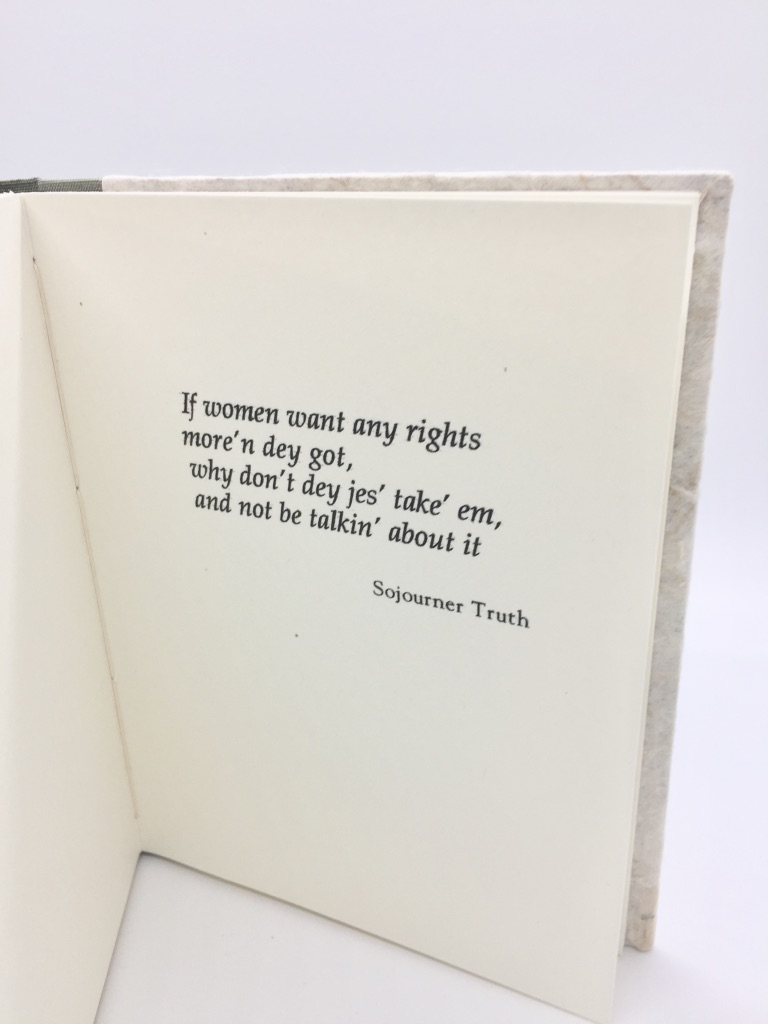 If women want any rights
more'n dey got,
why don't dey jes' take' em,
and not be talkin' about it
Sojourner Truth